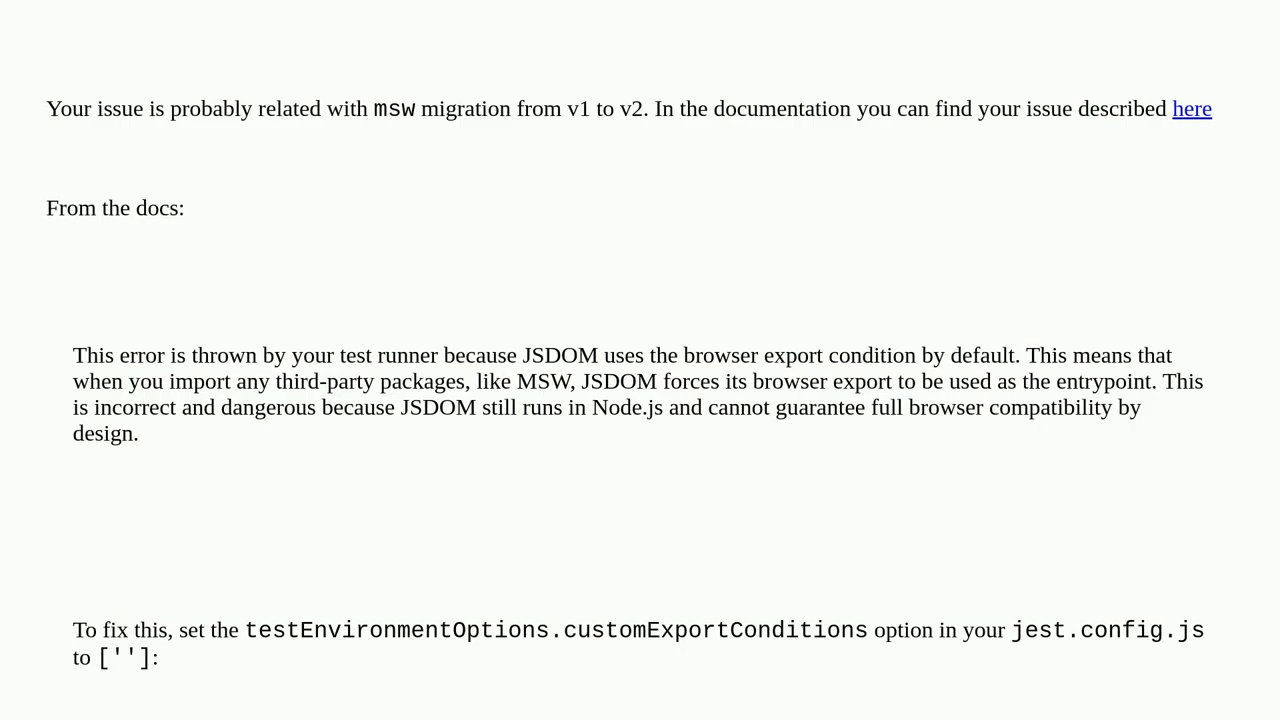 Your issue is probably related with msw migration from v1 to v2. In the documentation you can find your issue described here
From the docs:
This error is thrown by your test runner because JSDOM uses the browser export condition by default. This means that
when you import any third-party packages, like MSW, JSDOM forces its browser export to be used as the entrypoint. This
is incorrect and dangerous because JSDOM still runs in Node.js and cannot guarantee full browser compatibility by
design.
To fix this, set the testEnvironmentOptions.customExportConditions option in your jest.config.js
to ['']: